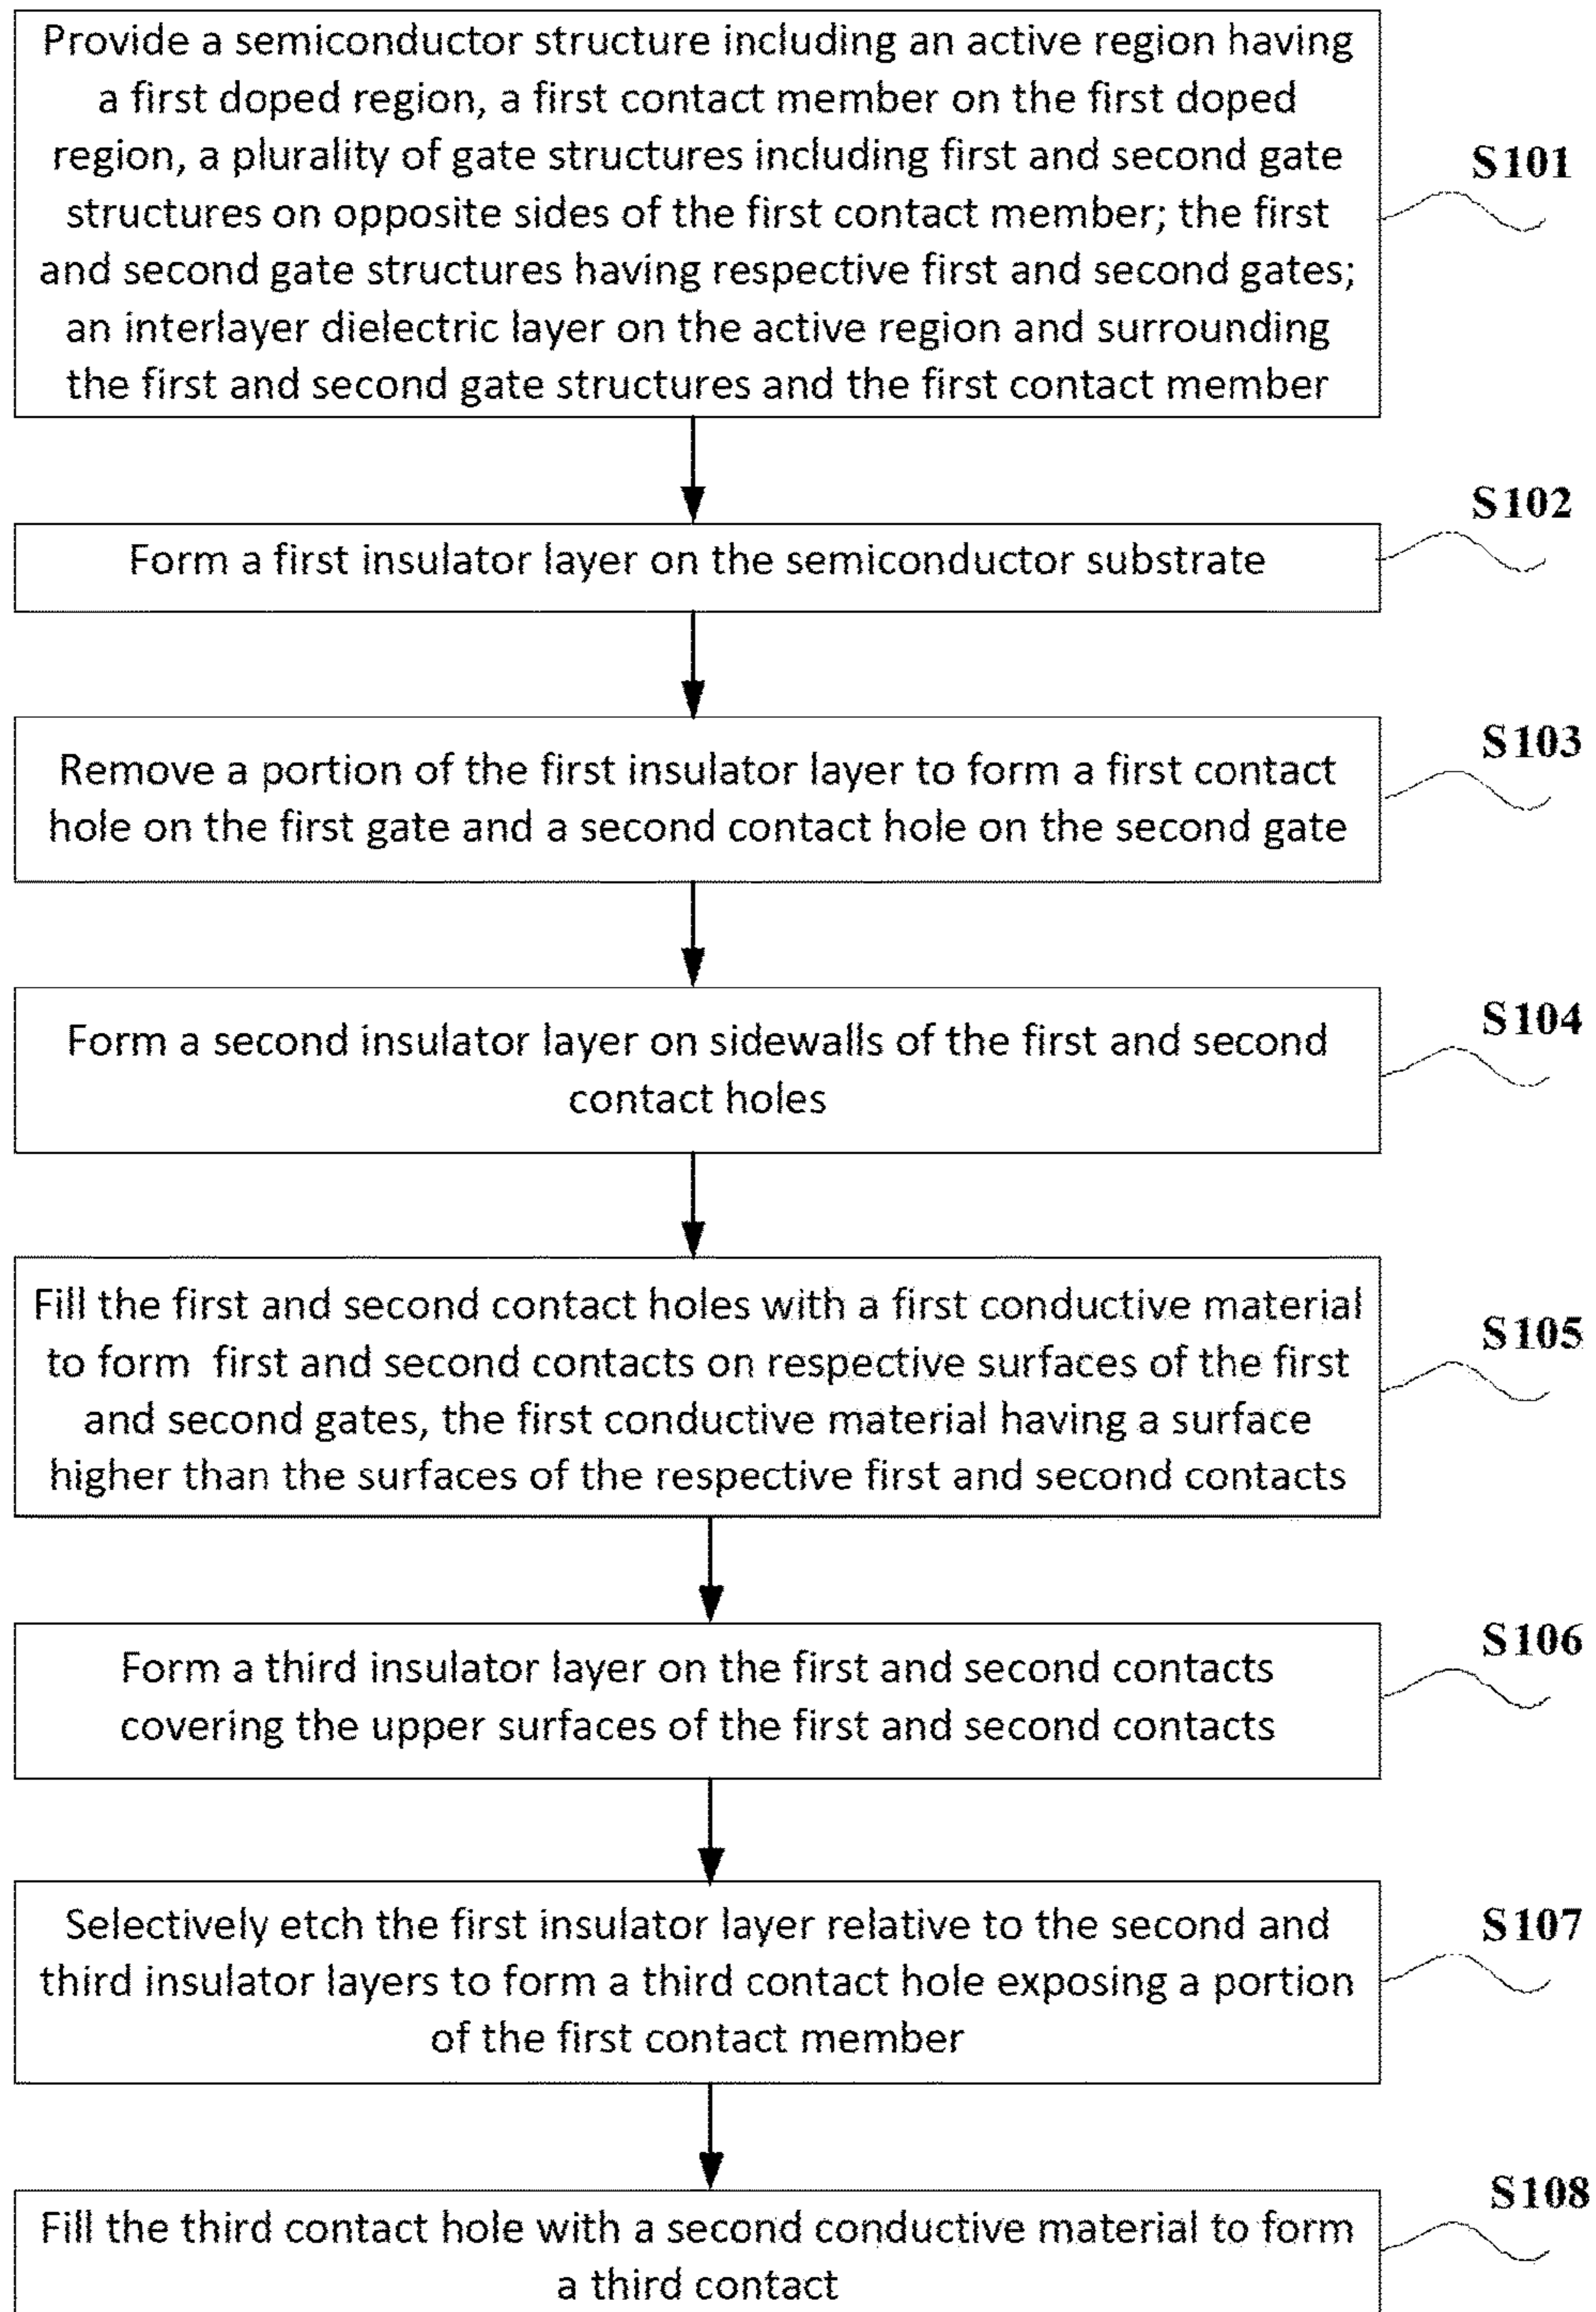 Provide a semiconductor structure including an active region having
a first doped region, a first contact member on the first doped
region, a plurality of gate structures including first and second gate
structures on opposite sides of the first contact member; the first
and second gate structures having respective first and second gates;
an interlayer dielectric layer on the active region and surrounding
the first and second gate structures and the first contact member
S101
S102
Form a first insulator layer on the semiconductor substrate
S103
Remove a portion of the first insulator layer to form a first contact
hole on the first gate and a second contact hole on the second gate
S104
Form a second insulator layer on sidewalls of the first and second
contact holes
S105
Fill the first and second contact holes with a first conductive material
to form first and second contacts on respective surfaces of the first
and second gates, the first conductive material having a surface
higher than the surfaces of the respective first and second contacts
S106
Form a third insulator layer on the first and second contacts
covering the upper surfaces of the first and second contacts
S107
Selectively etch the first insulator layer relative to the second and
third insulator layers to form a third contact hole exposing a portion
of the first contact member
S108
Fill the third contact hole with a second conductive material to form
a third contact